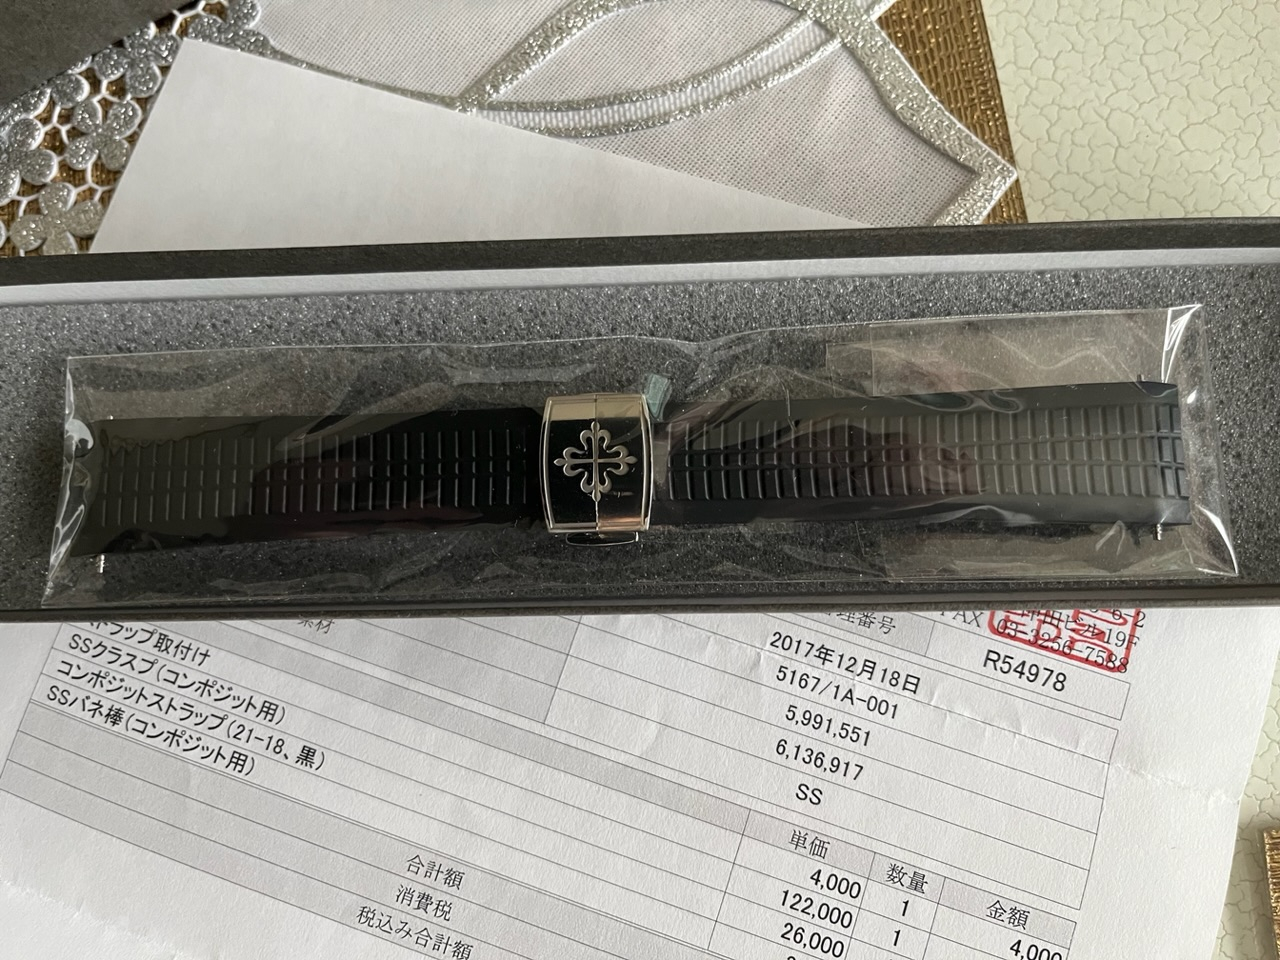 FAX
03-3256-7588
素材
R54978
トラップ取付け
2017年12月18日
SSクラスプ(コンポジット用)
5167/1A-001
コンポジットストラップ(21-18、黒)
5,991,551
SSバネ棒(コンポジット用)
6,136,917
SS
単価
数量
金額
4,000
1
4,000
122,000
1
26,000
合計額
消費税
税込み合計額